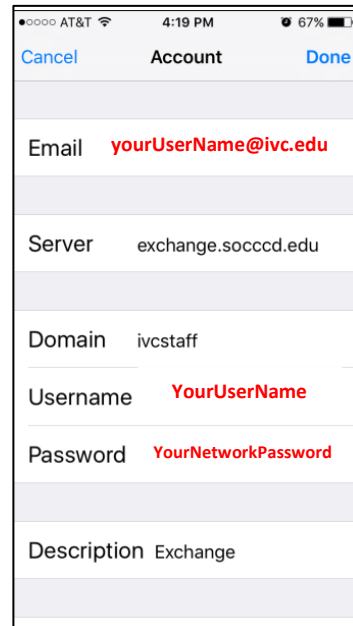 AT&T 4:19 PM 67%
Cancel Account Done
Email yourUserName@ivc.edu
Server exchange.socccd.edu
Domain ivcstaff
Username YourUserName
Password YourNetworkPassword
Description Exchange